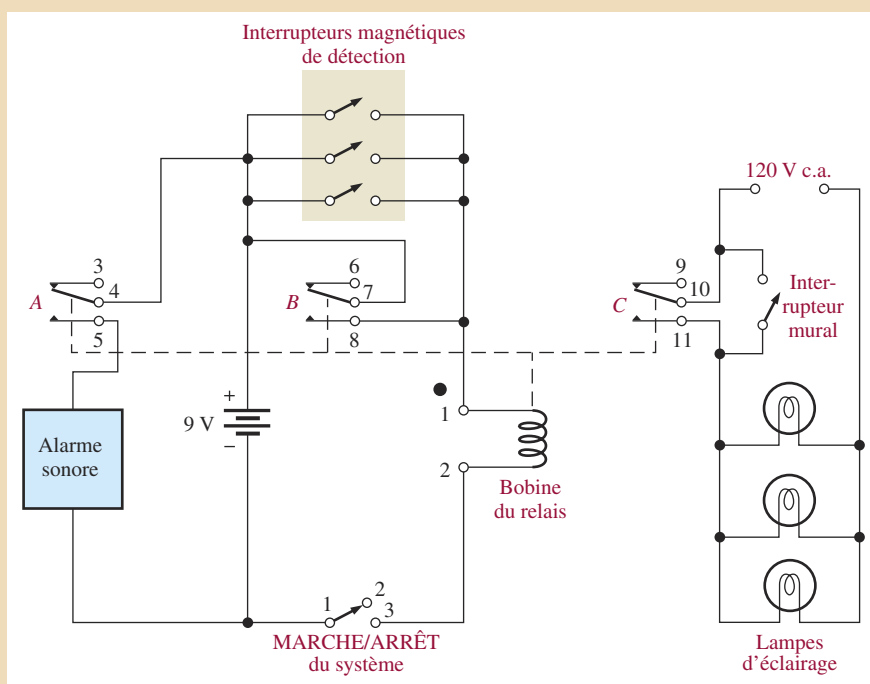 Interrupteurs magnétiques
de détection
120 V c.a.
3
4
5
A
6
7
8
B
9
10
11
C
Inter-
rupteur
mural
+
9 V
–
1
2
Alarme
sonore
Bobine
du relais
1
2
3
MARCHE/ARRÊT
du système
Lampes
d'éclairage